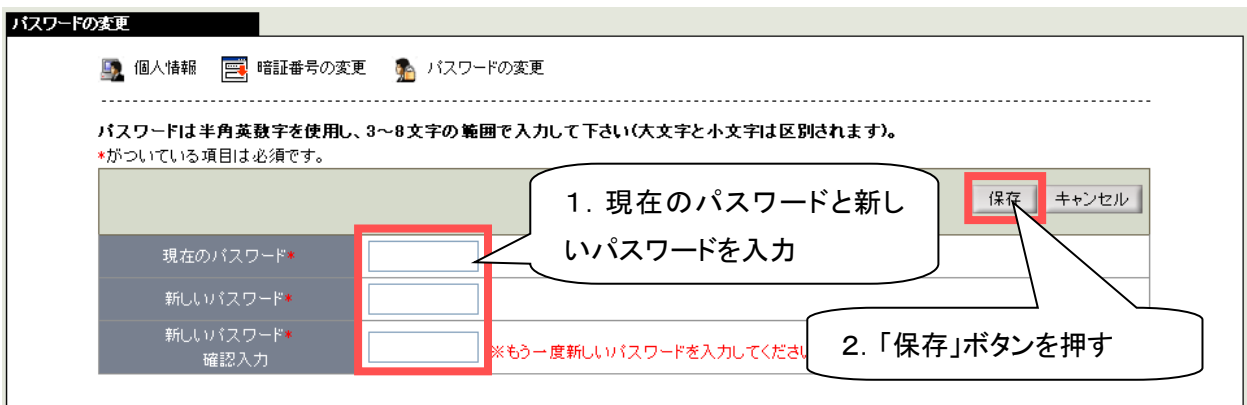 パスワードの変更
個人情報 暗証番号の変更 パスワードの変更
パスワードは半角英数字を使用し、3～8文字の範囲で入力して下さい(大文字と小文字は区別されます)。
*がついている項目は必須です。
1．現在のパスワードと新し
いパスワードを入力
保存 キャンセル
現在のパスワード*
新しいパスワード*
新しいパスワード*
確認入力
※もう一度新しいパスワードを入力してくださ
2．「保存」ボタンを押す